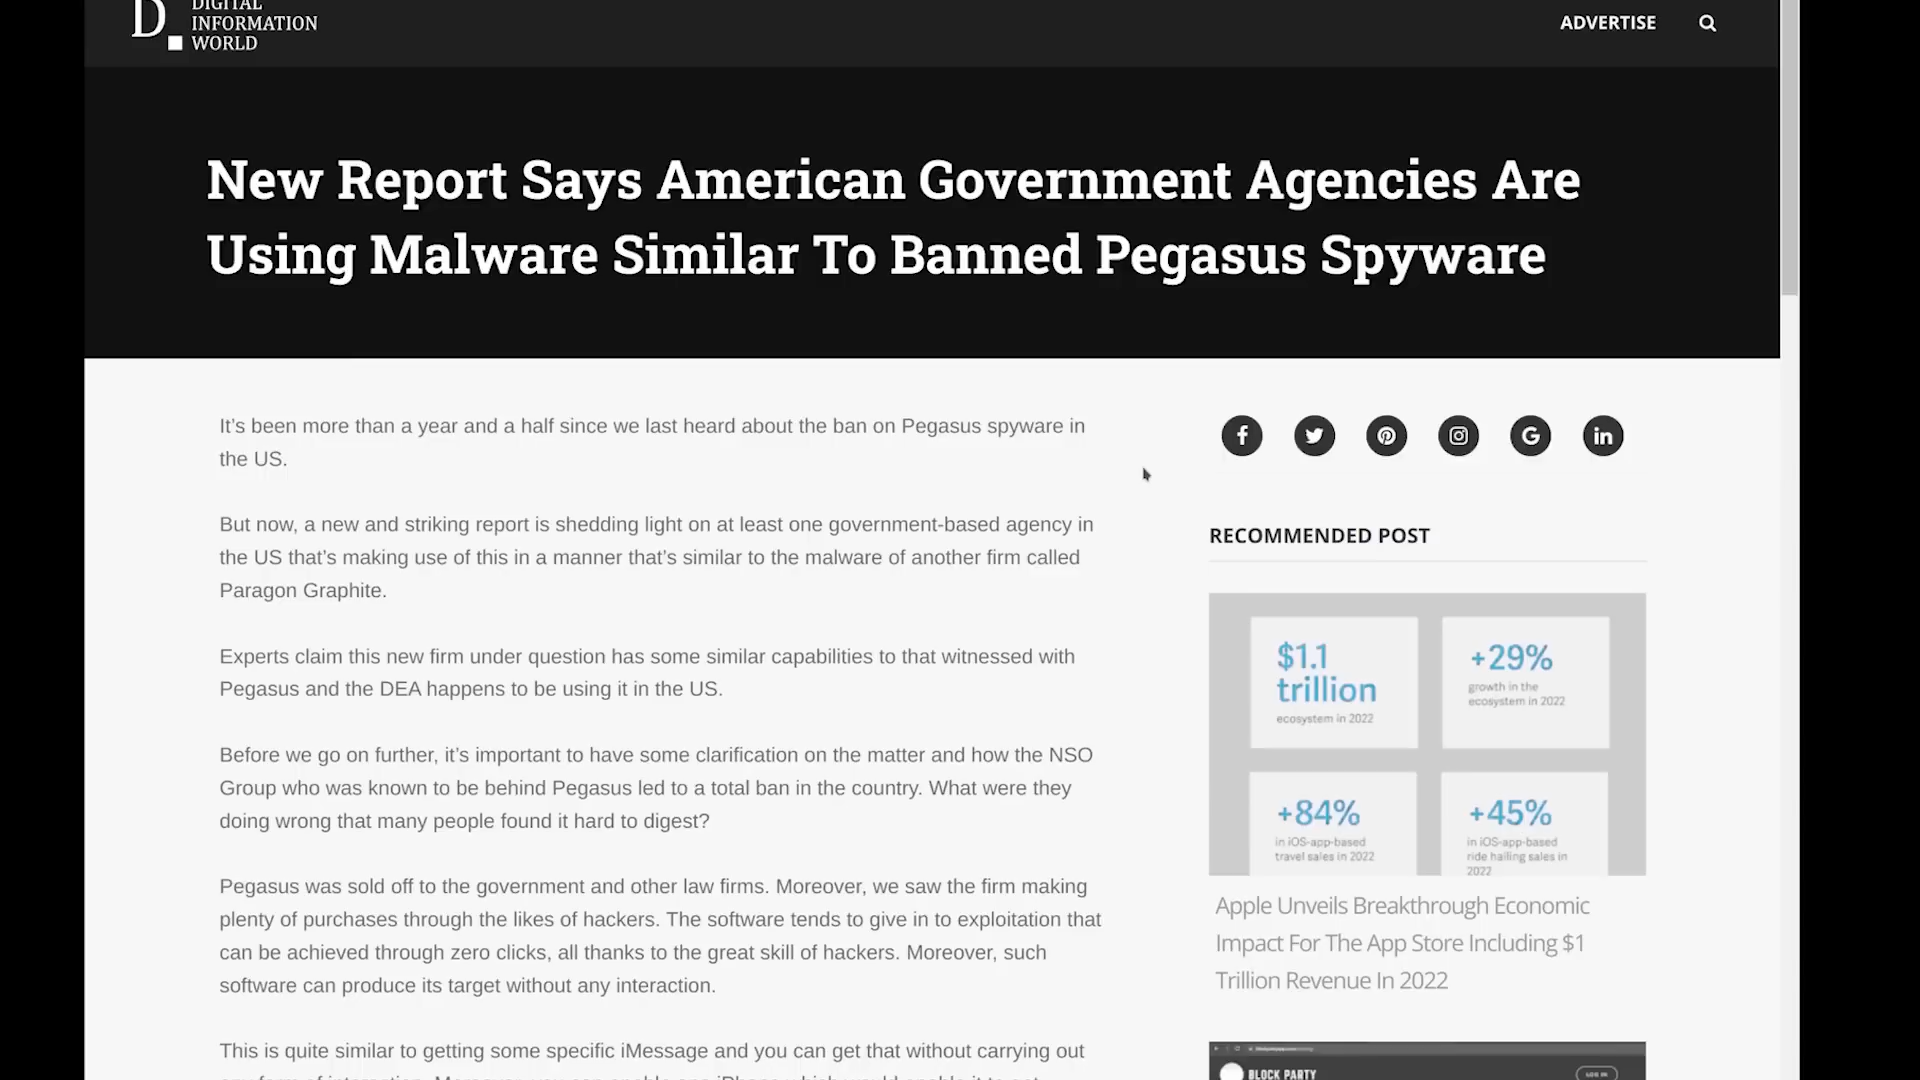 DIGITAL
D. INFORMATION
WORLD
ADVERTISE
New Report Says American Government Agencies Are
Using Malware Similar To Banned Pegasus Spyware
It’s been more than a year and a half since we last heard about the ban on Pegasus spyware in
the US.
But now, a new and striking report is shedding light on at least one government-based agency in
the US that’s making use of this in a manner that’s similar to the malware of another firm called
Paragon Graphite.
Experts claim this new firm under question has some similar capabilities to that witnessed with
Pegasus and the DEA happens to be using it in the US.
Before we go on further, it’s important to have some clarification on the matter and how the NSO
Group who was known to be behind Pegasus led to a total ban in the country. What were they
doing wrong that many people found it hard to digest?
Pegasus was sold off to the government and other law firms. Moreover, we saw the firm making
plenty of purchases through the likes of hackers. The software tends to give in to exploitation that
can be achieved through zero clicks, all thanks to the great skill of hackers. Moreover, such
software can produce its target without any interaction.
This is quite similar to getting some specific iMessage and you can get that without carrying out
RECOMMENDED POST
$1.1
trillion
ecosystem in 2022
+29%
growth in the
ecosystem in 2022
+84%
in iOS-app-based
travel sales in 2022
+45%
in iOS-app-based
ride hailing sales in
2022
Apple Unveils Breakthrough Economic
Impact For The App Store Including $1
Trillion Revenue In 2022
BLOCK PARTY
LOG IN